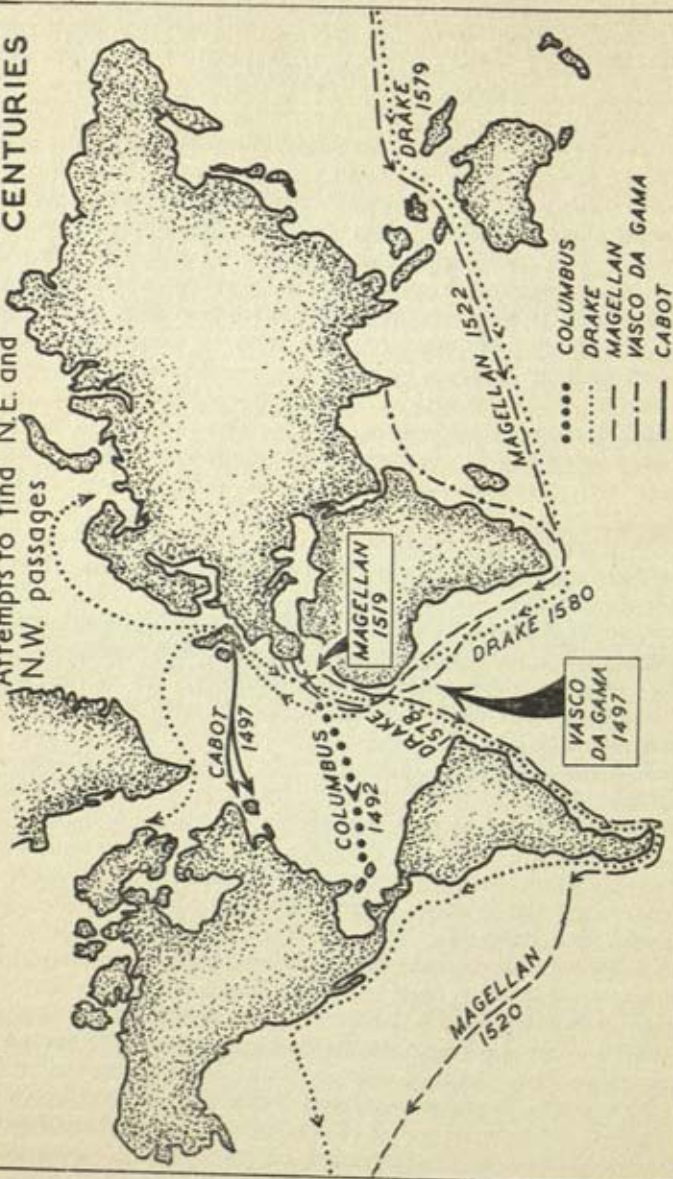 CENTURIES
Attempts to find N.E. and
N.W. passages
DRAKE
1579
MAGELLAN
1519
CABOT
1497
COLUMBUS
1492
DRAKE
1578
MAGELLAN 1522
DRAKE 1580
VASCO
DA GAMA
1497
MAGELLAN
1520
COLUMBUS
DRAKE
MAGELLAN
VASCO DA GAMA
CABOT